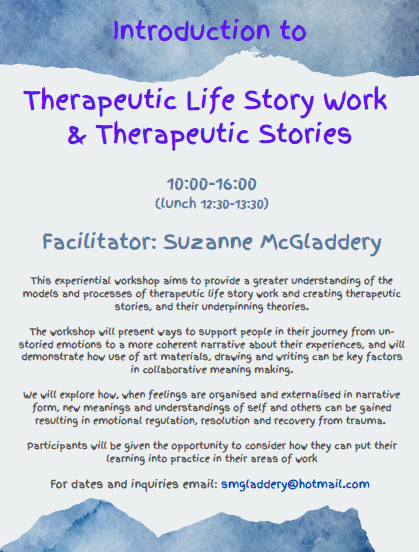 Introduction to
Therapeutic Life Story Work
& Therapeutic Stories
10:00-16:00
(lunch 12:30-13:30)
Facilitator: Suzanne McGladdery
This experiential workshop aims to provide a greater understanding of the
models and processes of therapeutic life story work and creating therapeutic
stories, and their underpinning theories.
The workshop will present ways to support people in their journey from un-
storied emotions to a more coherent narrative about their experiences, and will
demonstrate how use of art materials, drawing and writing can be key factors
in collaborative meaning making.
We will explore how, when feelings are organised and externalised in narrative
form, new meanings and understandings of self and others can be gained
resulting in emotional regulation, resolution and recovery from trauma.
Participants will be given the opportunity to consider how they can put their
learning into practice in their areas of work
For dates and inquiries email: smgladdery@hotmail.com